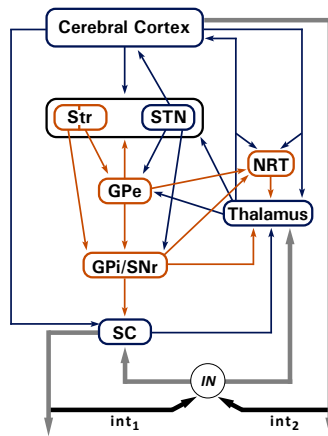 Cerebral Cortex
Str STN
NRT
GPe
Thalamus
GPi/SNr
SC
IN
int1 int2